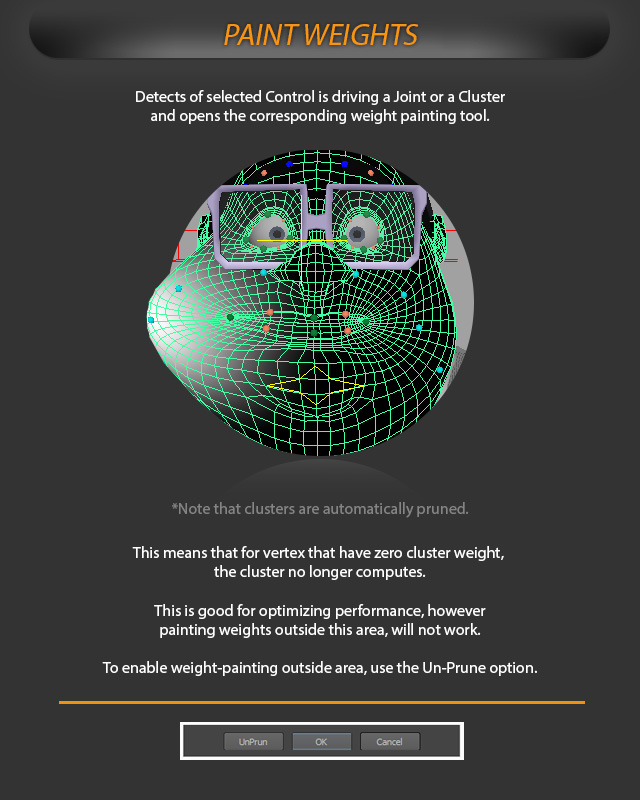 PAINT WEIGHTS
Detects of selected Control is driving a Joint or a Cluster
and opens the corresponding weight painting tool.
*Note that clusters are automatically pruned.
This means that for vertex that have zero cluster weight,
the cluster no longer computes.
This is good for optimizing performance, however
painting weights outside this area, will not work.
To enable weight-painting outside area, use the Un-Prune option.
UnPrun OK Cancel